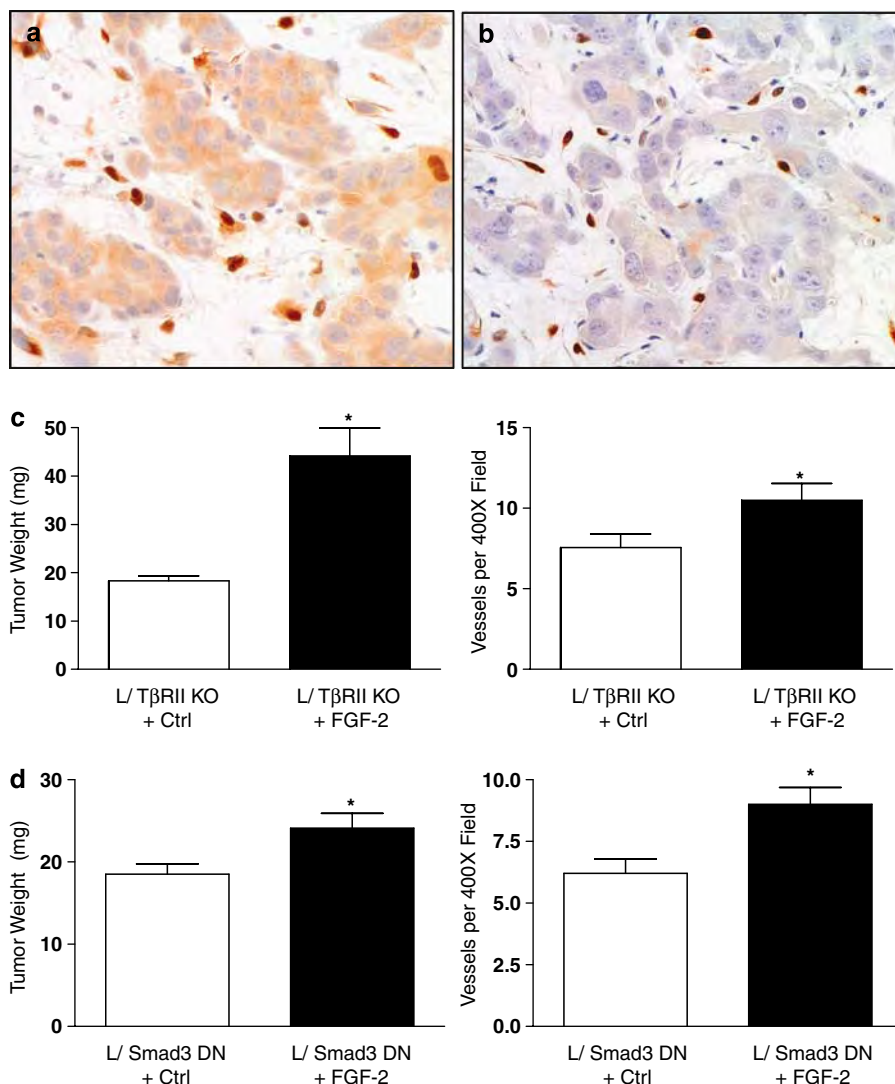 a
b
c
Tumor Weight (mg)
50
40
30
20
10
0
*
L/ TβRII KO
+ Ctrl
L/ TβRII KO
+ FGF-2
Vessels per 400X Field
15
10
5
0
*
L/ TβRII KO
+ Ctrl
L/ TβRII KO
+ FGF-2
d
Tumor Weight (mg)
30
20
10
0
*
L/ Smad3 DN
+ Ctrl
L/ Smad3 DN
+ FGF-2
Vessels per 400X Field
10.0
7.5
5.0
2.5
0.0
*
L/ Smad3 DN
+ Ctrl
L/ Smad3 DN
+ FGF-2